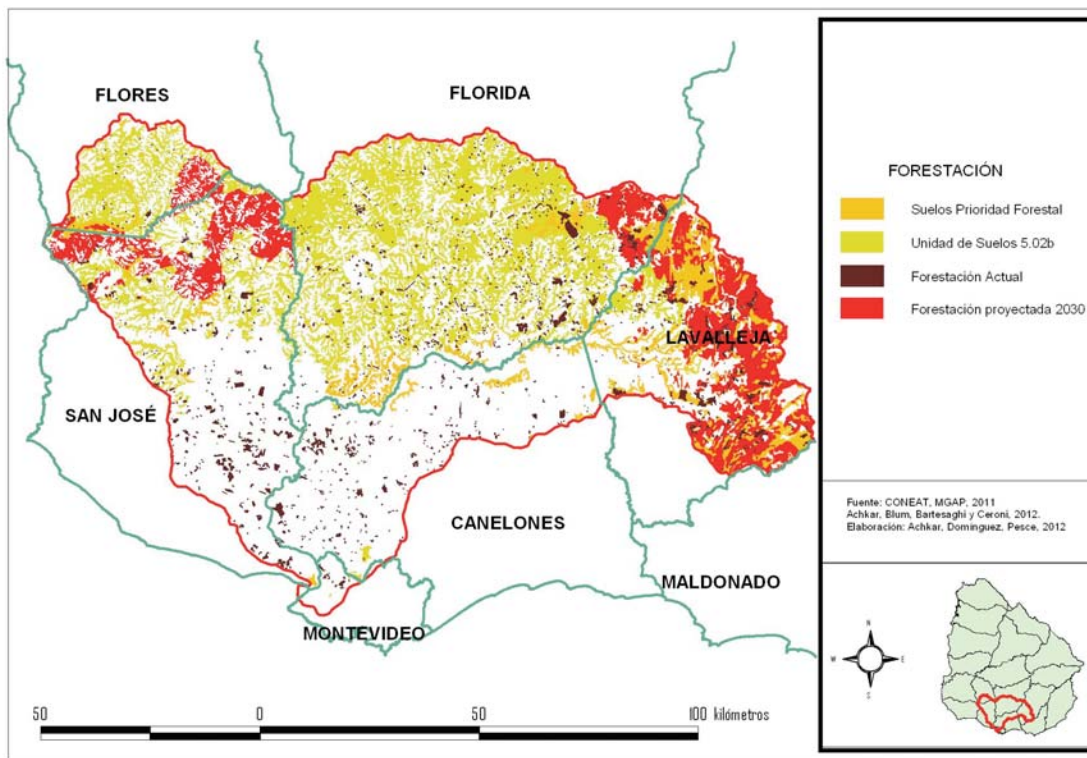 FLORES
FLORIDA
LAVALLEJA
SAN JOSÉ
CANELONES
MALDONADO
MONTEVIDEO
50 0 50 100 kilómetros
FORESTACIÓN
Suelos Prioridad Forestal
Unidad de Suelos 5.02b
Forestación Actual
Forestación proyectada 2030
Fuente: CONEAT, MGAP, 2011
Achkar, Blum, Bartesaghi y Ceroni, 2012.
Elaboración: Achkar, Domínguez, Pesce, 2012
N
W E
S